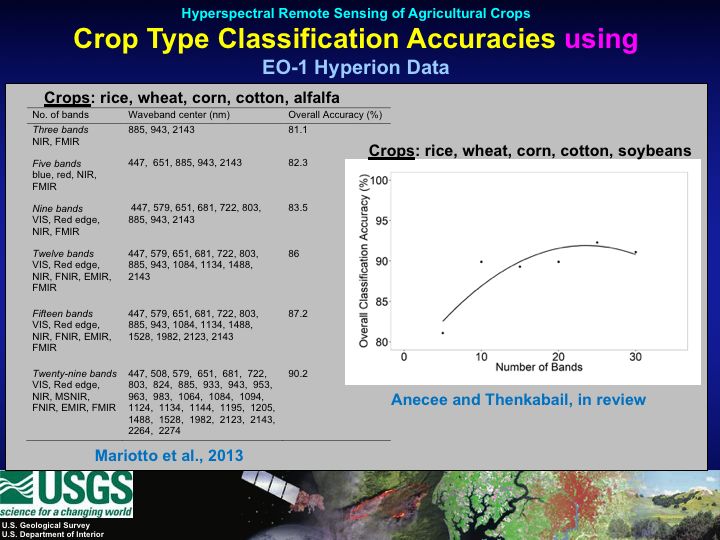 Hyperspectral Remote Sensing of Agricultural Crops
Crop Type Classification Accuracies using
EO-1 Hyperion Data
Crops: rice, wheat, corn, cotton, alfalfa
No. of bands Waveband center (nm) Overall Accuracy (%)
Three bands 885, 943, 2143 81.1
NIR, FMIR
Five bands 447, 651, 885, 943, 2143 82.3
blue, red, NIR,
FMIR
Nine bands 447, 579, 651, 681, 722, 803, 83.5
VIS, Red edge, 885, 943, 2143
NIR, FMIR
Twelve bands 447, 579, 651, 681, 722, 803, 86
VIS, Red edge, 885, 943, 1084, 1134, 1488,
NIR, FNIR, EMIR, 2143
FMIR
Fifteen bands 447, 579, 651, 681, 722, 803, 87.2
VIS, Red edge, 885, 943, 1084, 1134, 1488,
NIR, FNIR, EMIR, 1528, 1982, 2123, 2143
FMIR
Twenty-nine bands 447, 508, 579, 651, 681, 722, 90.2
VIS, Red edge, 803, 824, 885, 933, 943, 953,
NIR, MSNIR, 963, 983, 1064, 1084, 1094,
FNIR, EMIR, FMIR 1124, 1134, 1144, 1195, 1205,
1488, 1528, 1982, 2123, 2143,
2264, 2274
Mariotto et al., 2013
Crops: rice, wheat, corn, cotton, soybeans
Overall Classification Accuracy (%)
100
95
90
85
80
0 10 20 30
Number of Bands
Anecee and Thenkabail, in review
USGS
science for a changing world
U.S. Geological Survey
U.S. Department of Interior